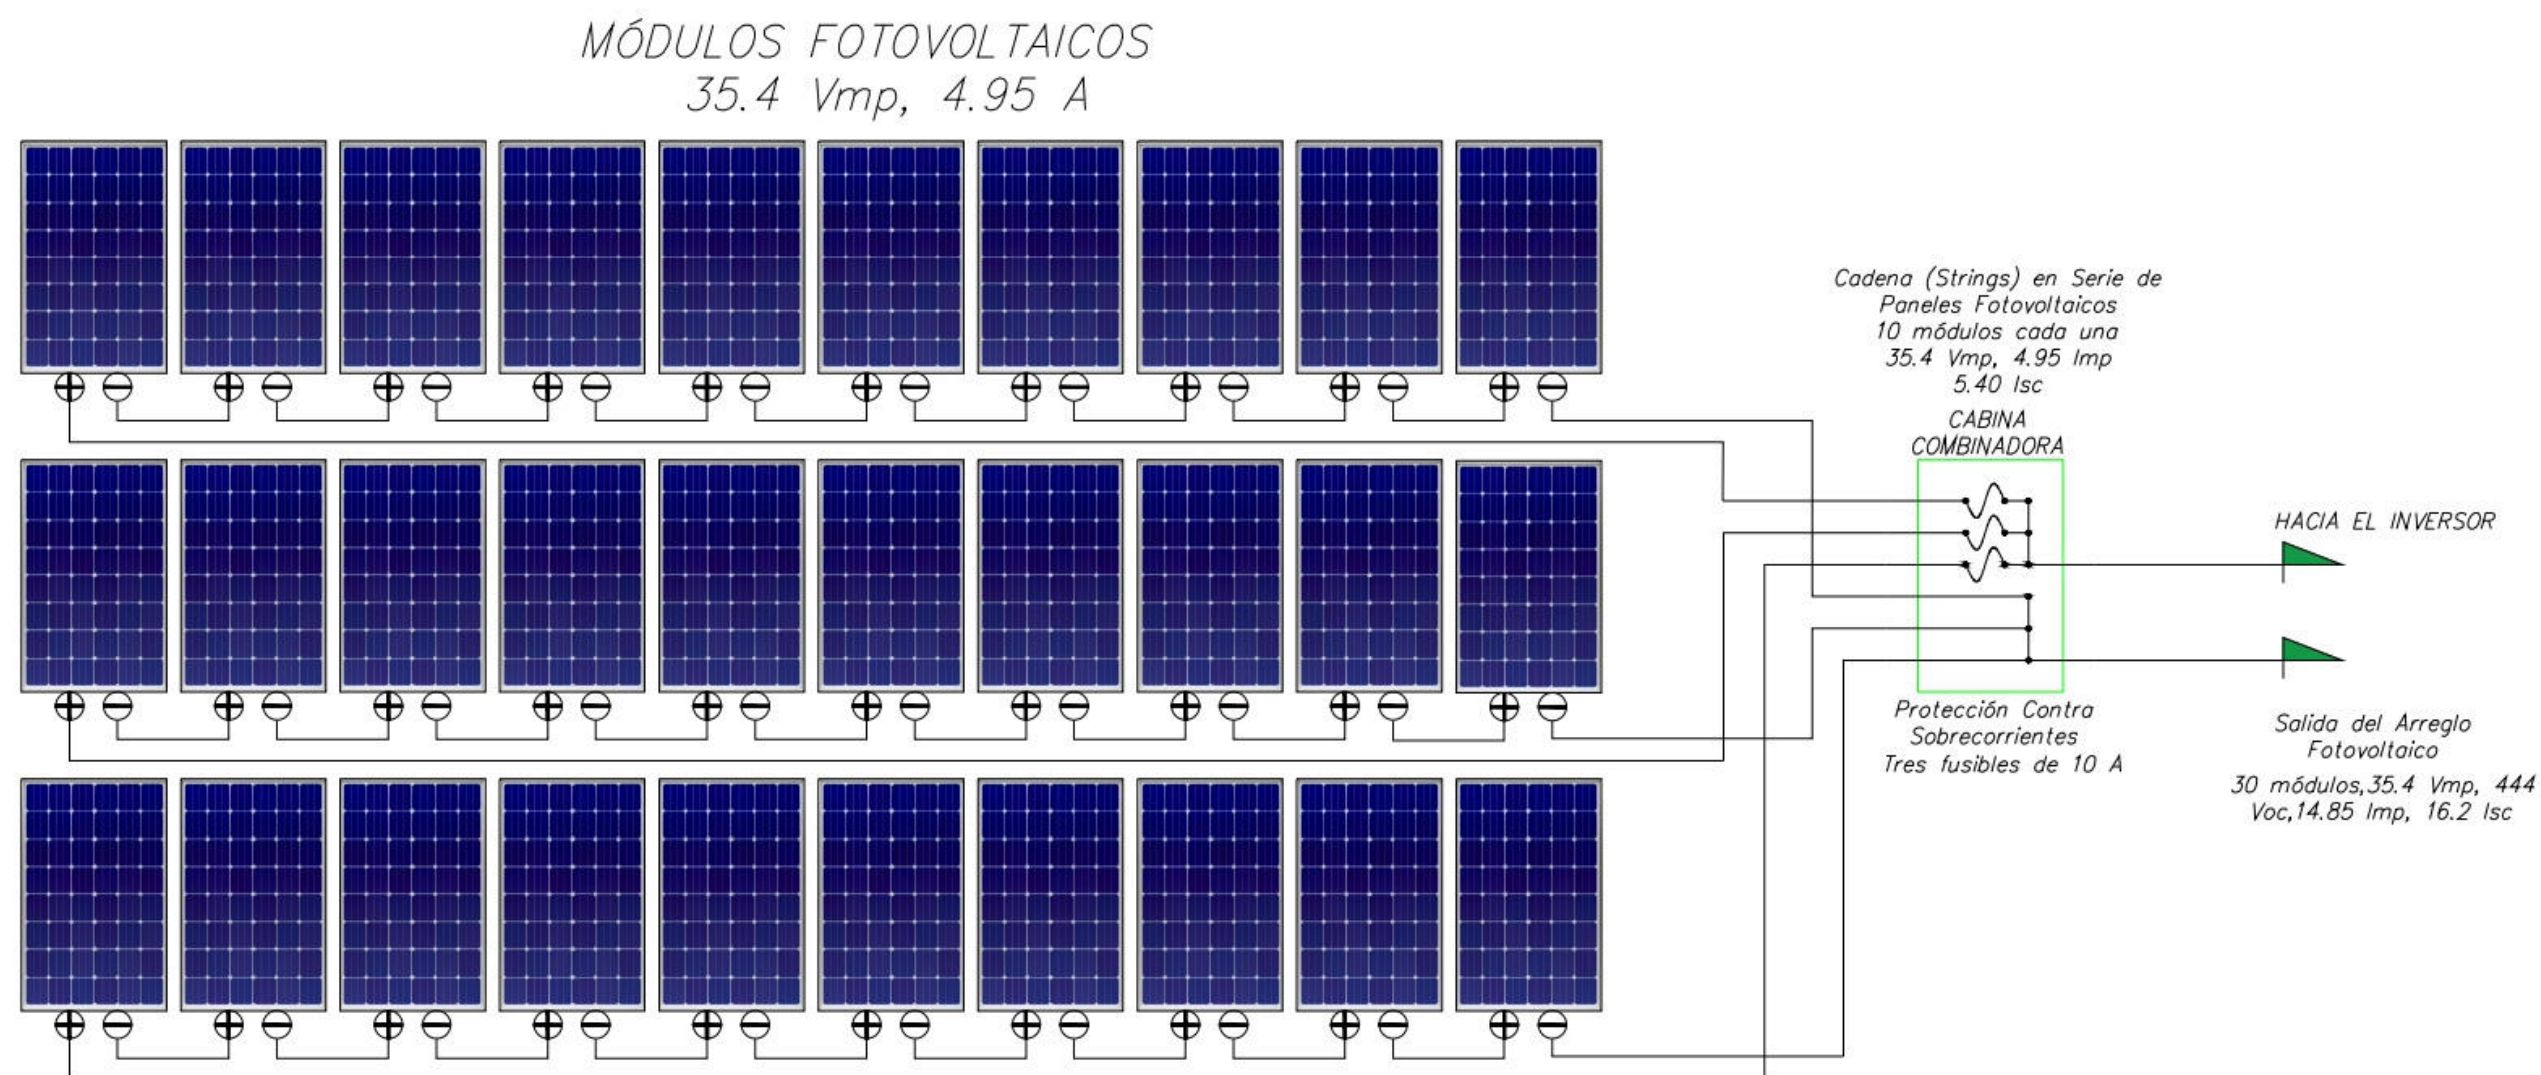 MÓDULOS FOTOVOLTAICOS
35.4 Vmp, 4.95 A
Cadena (Strings) en Serie de
Paneles Fotovoltaicos
10 módulos cada una
35.4 Vmp, 4.95 Imp
5.40 Isc
CABINA
COMBINADORA
HACIA EL INVERSOR
Protección Contra
Sobrecorrientes
Tres fusibles de 10 A
Salida del Arreglo
Fotovoltaico
30 módulos,35.4 Vmp, 444
Voc,14.85 Imp, 16.2 Isc